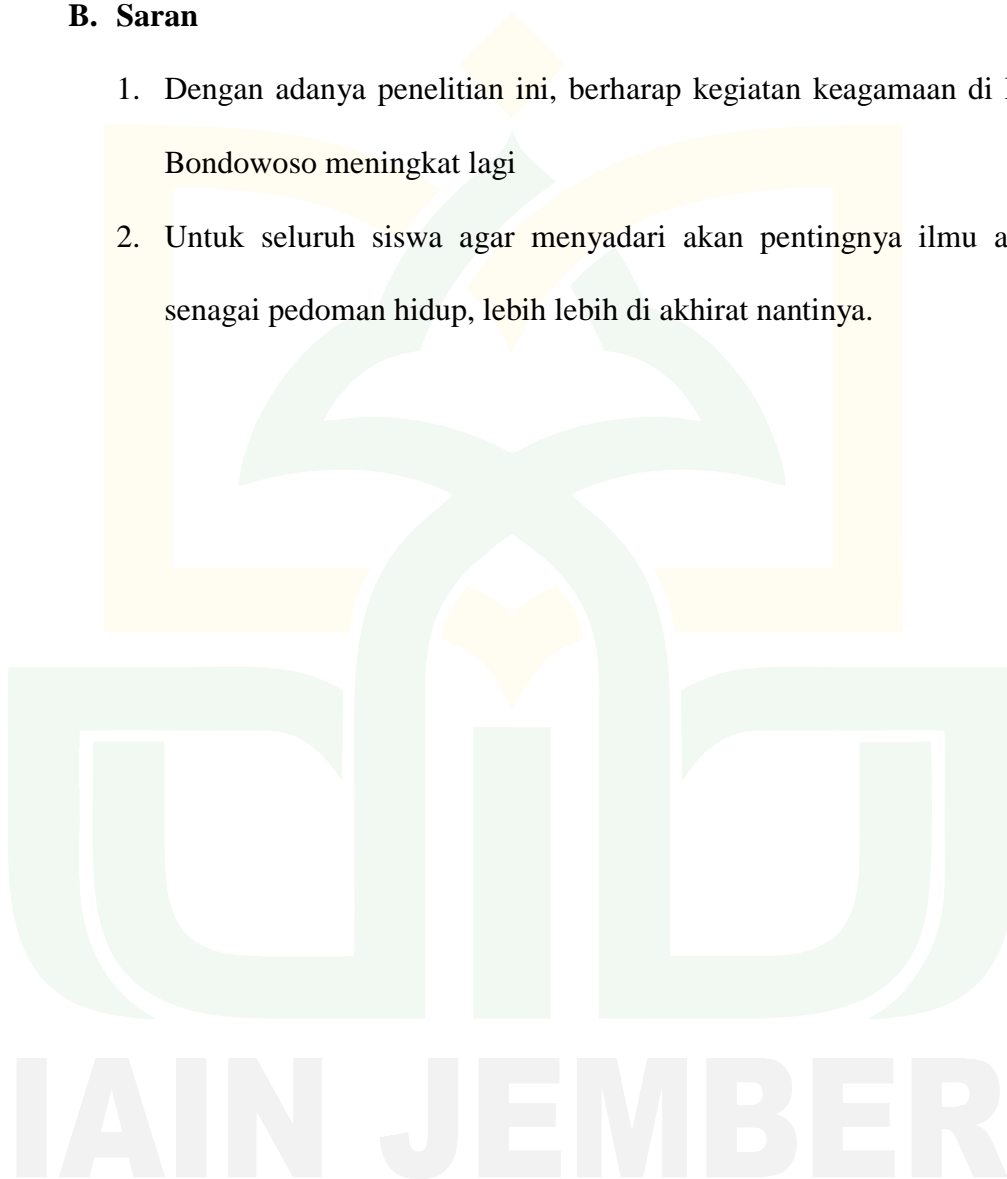 B. Saran
1. Dengan adanya penelitian ini, berharap kegiatan keagamaan di
Bondowoso meningkat lagi
2. Untuk seluruh siswa agar menyadari akan pentingnya ilmu
senagai pedoman hidup, lebih lebih di akhirat nantinya.
IAIN JEMBER